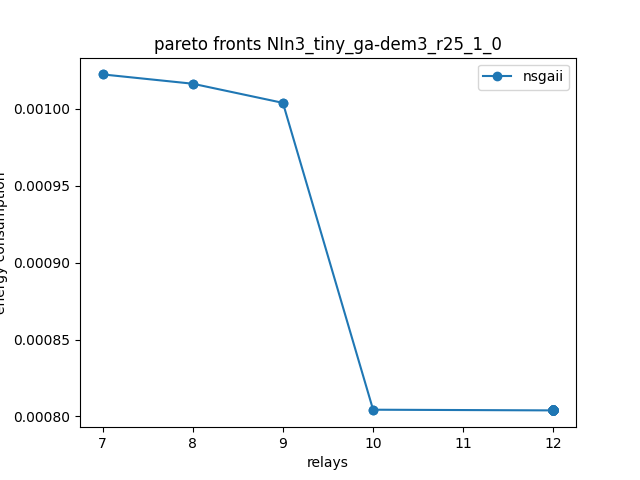 pareto fronts NIn3_tiny_ga-dem3_r25_1_0
nsgaii
0.00100
0.00095
0.00090
0.00085
0.00080
energy consumption
7 8 9 10 11 12
relays